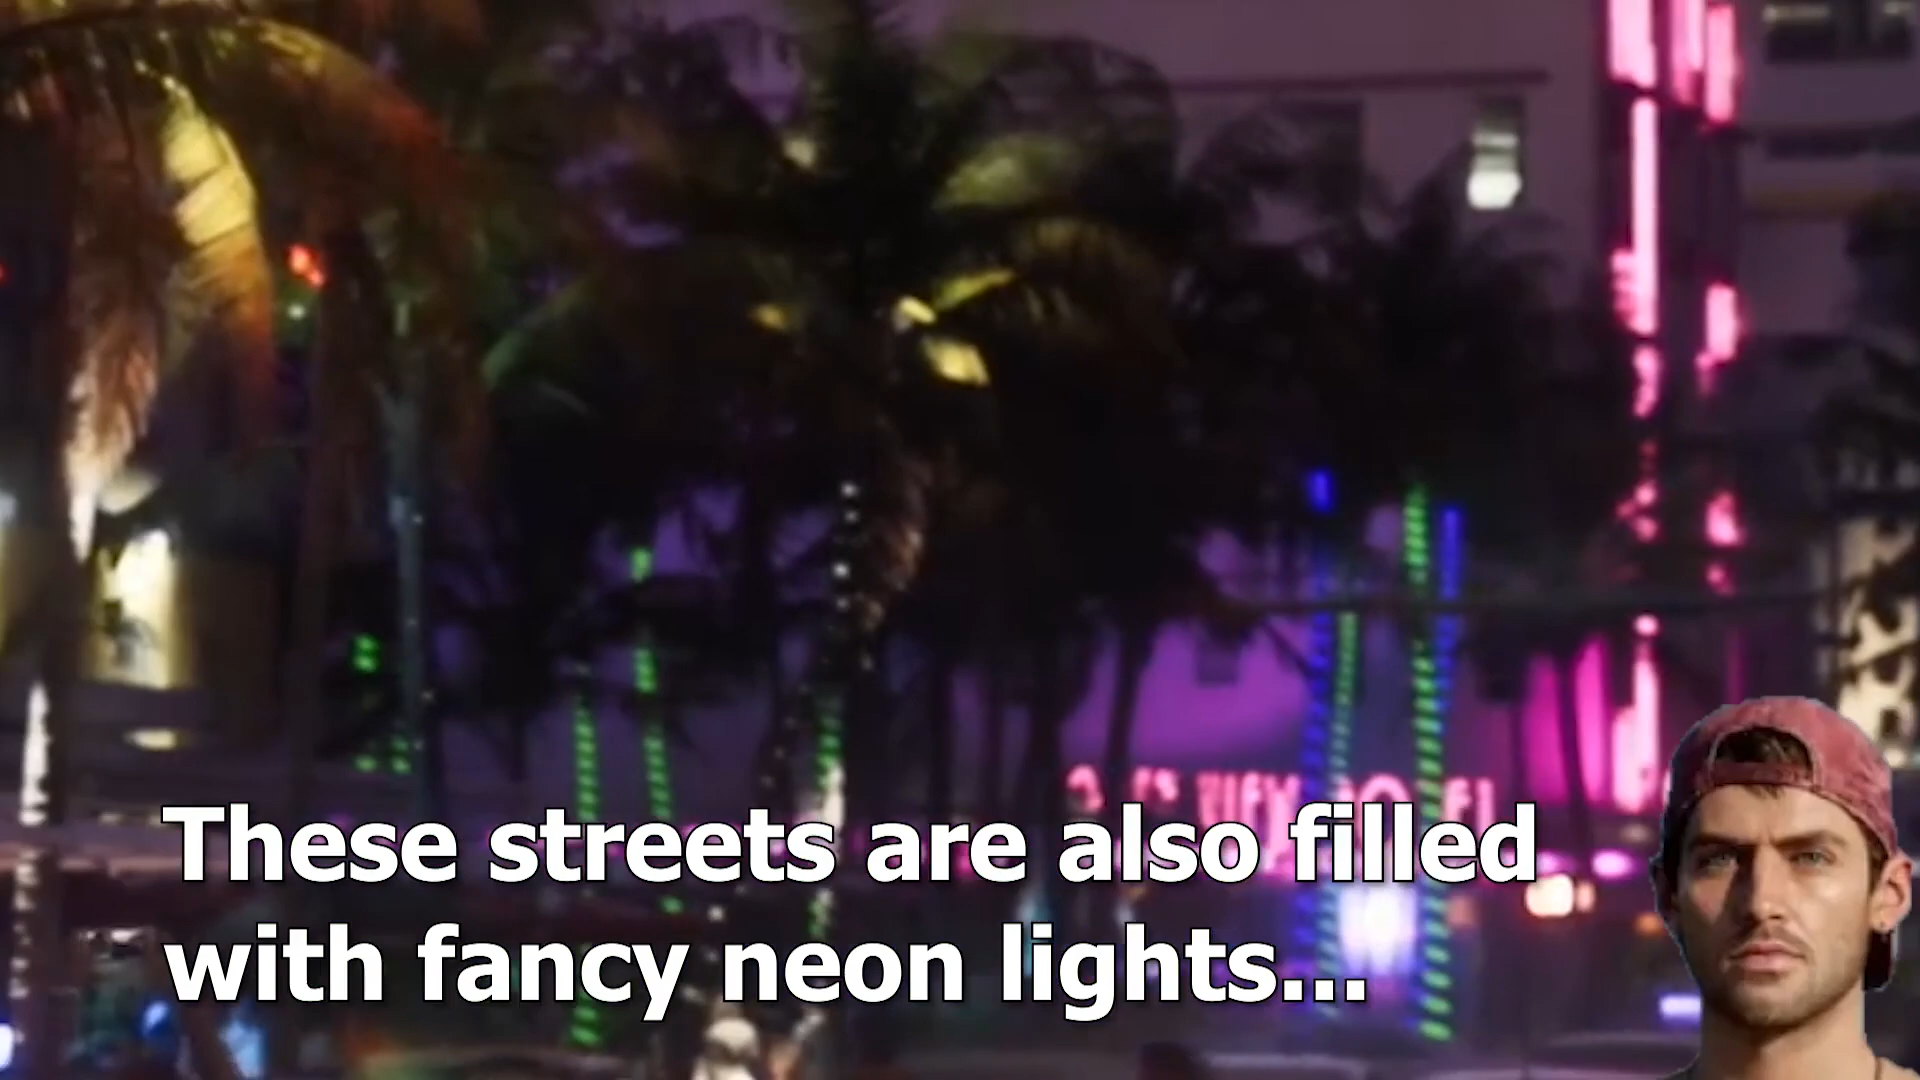 These streets are also filled
with fancy neon lights...